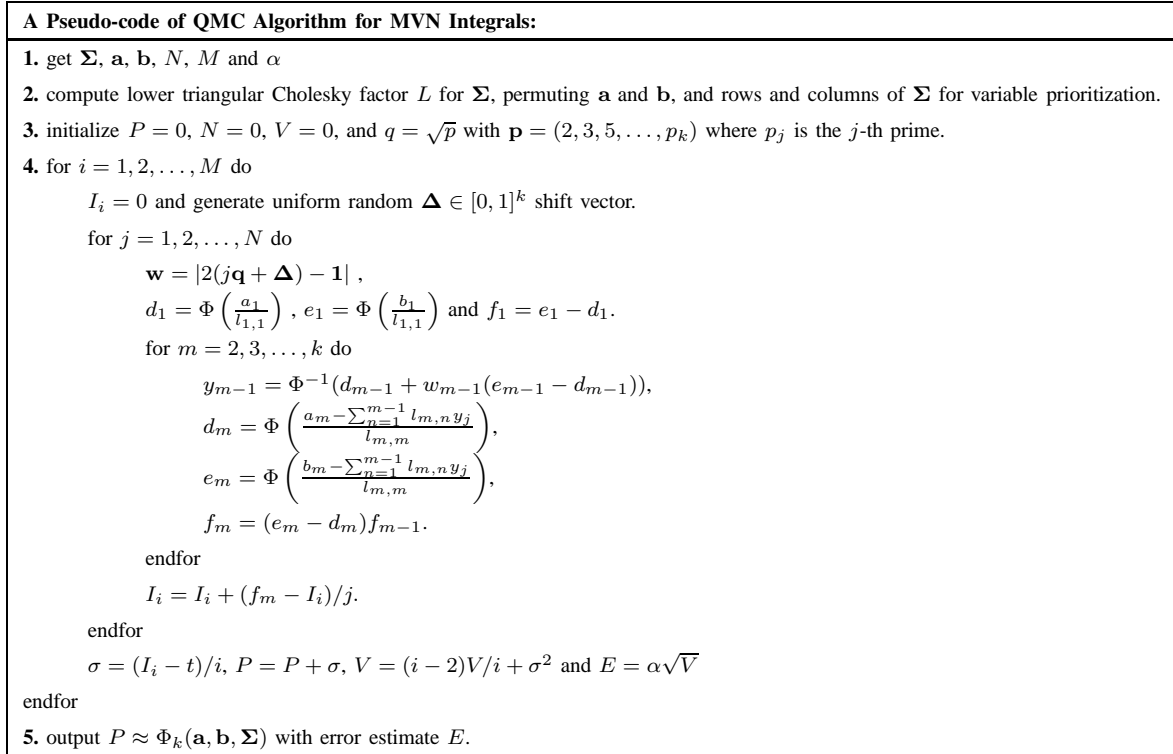 A Pseudo-code of QMC Algorithm for MVN Integrals:
1. get Σ, a, b, N, M and α
2. compute lower triangular Cholesky factor L for Σ, permuting a and b, and rows and columns of Σ for variable prioritization.
3. initialize P = 0, N = 0, V = 0, and q = √p with p = (2, 3, 5, . . . , p_k) where p_j is the j-th prime.
4. for i = 1, 2, . . . , M do
I_i = 0 and generate uniform random Δ ∈ [0, 1]^k shift vector.
for j = 1, 2, . . . , N do
w = |2(jq + Δ) − 1| ,
d_1 = Φ(a_1/l_{1,1}) , e_1 = Φ(b_1/l_{1,1}) and f_1 = e_1 − d_1.
for m = 2, 3, . . . , k do
y_{m−1} = Φ^{−1}(d_{m−1} + w_{m−1}(e_{m−1} − d_{m−1})),
d_m = Φ((a_m − ∑_{n=1}^{m−1} l_{m,n} y_j)/l_{m,m}),
e_m = Φ((b_m − ∑_{n=1}^{m−1} l_{m,n} y_j)/l_{m,m}),
f_m = (e_m − d_m)f_{m−1}.
endfor
I_i = I_i + (f_m − I_i)/j.
endfor
σ = (I_i − t)/i, P = P + σ, V = (i − 2)V/i + σ^2 and E = α√V
endfor
5. output P ≈ Φ_k(a, b, Σ) with error estimate E.